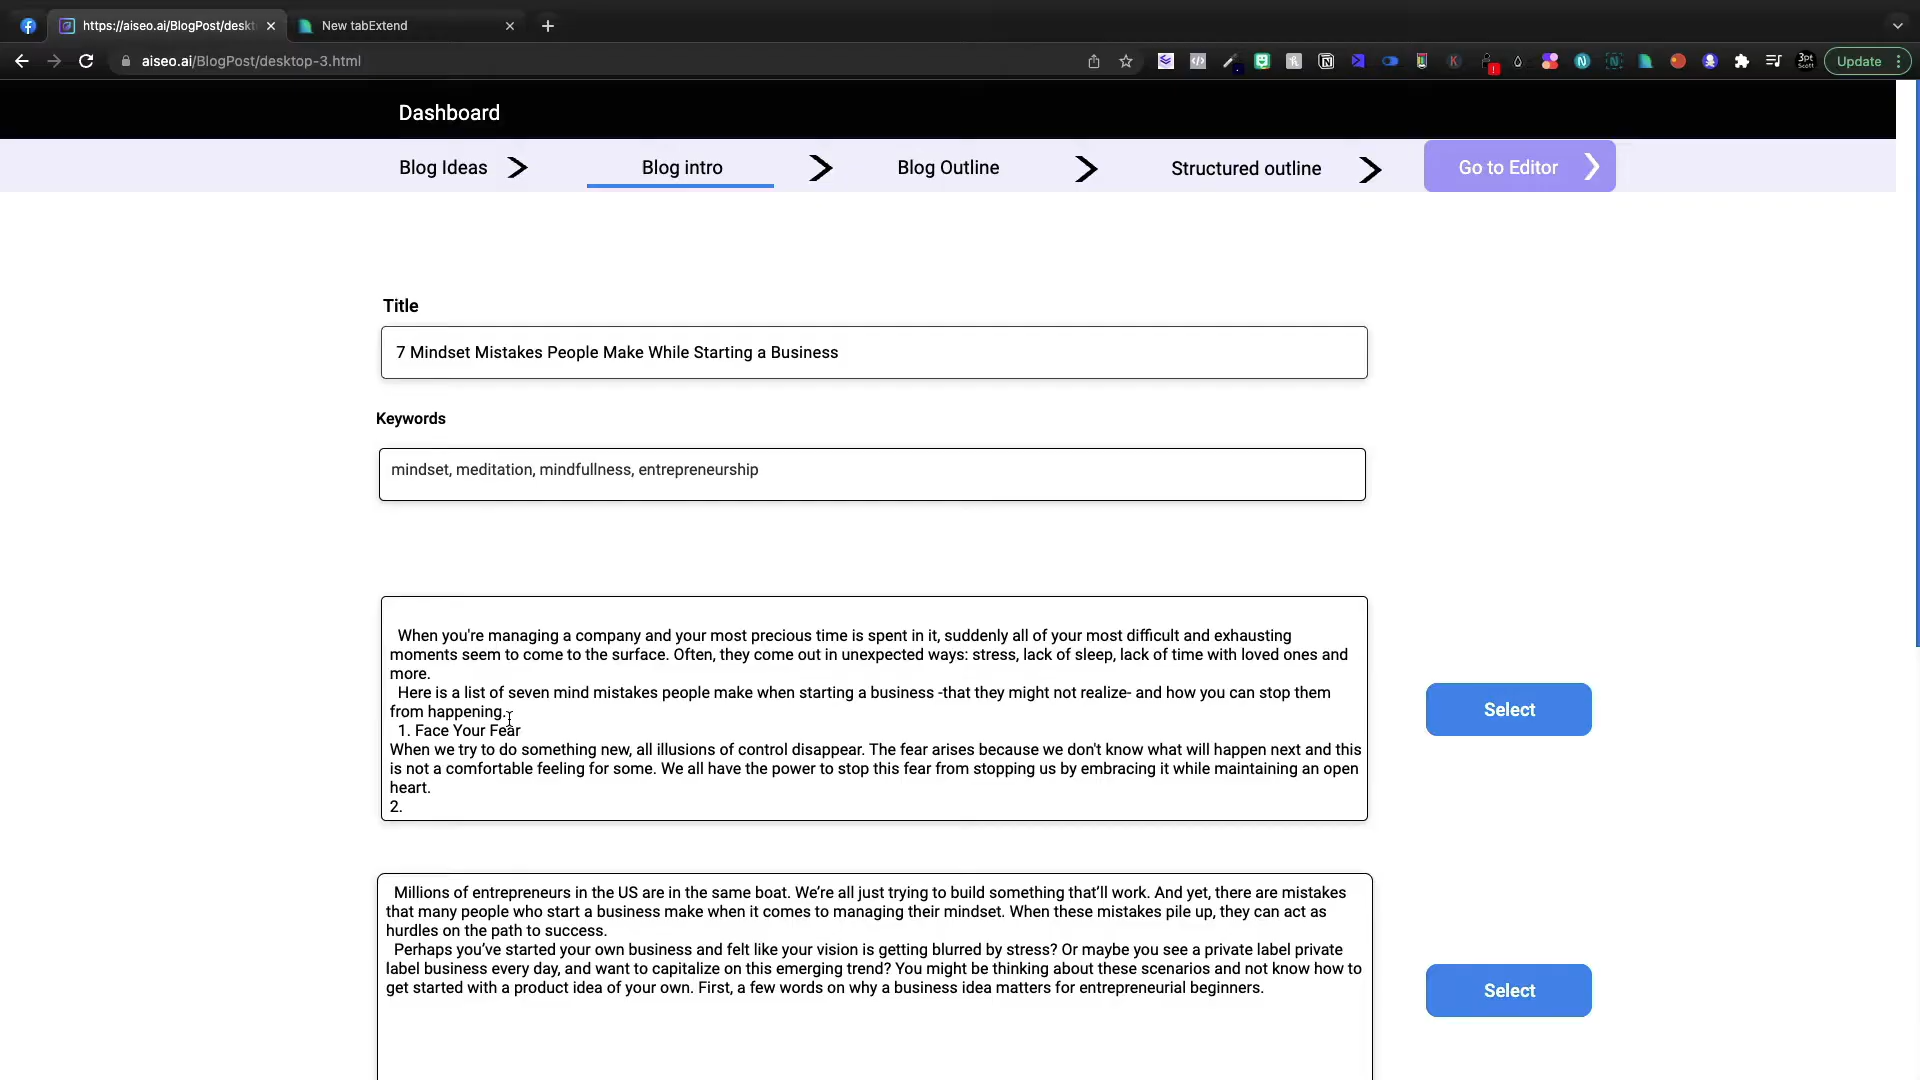 https://aiseo.ai/BlogPost/deskt
New tabExtend
aiseo.ai/BlogPost/desktop-3.html
Update
Dashboard
Blog Ideas
Blog intro
Blog Outline
Structured outline
Go to Editor
Title
7 Mindset Mistakes People Make While Starting a Business
Keywords
mindset, meditation, mindfullness, entrepreneurship
When you're managing a company and your most precious time is spent in it, suddenly all of your most difficult and exhausting
moments seem to come to the surface. Often, they come out in unexpected ways: stress, lack of sleep, lack of time with loved ones and
more.
Here is a list of seven mind mistakes people make when starting a business -that they might not realize- and how you can stop them
from happening.
1. Face Your Fear
When we try to do something new, all illusions of control disappear. The fear arises because we don't know what will happen next and this
is not a comfortable feeling for some. We all have the power to stop this fear from stopping us by embracing it while maintaining an open
heart.
2.
Select
Millions of entrepreneurs in the US are in the same boat. We’re all just trying to build something that’ll work. And yet, there are mistakes
that many people who start a business make when it comes to managing their mindset. When these mistakes pile up, they can act as
hurdles on the path to success.
Perhaps you’ve started your own business and felt like your vision is getting blurred by stress? Or maybe you see a private label private
label business every day, and want to capitalize on this emerging trend? You might be thinking about these scenarios and not know how to
get started with a product idea of your own. First, a few words on why a business idea matters for entrepreneurial beginners.
Select